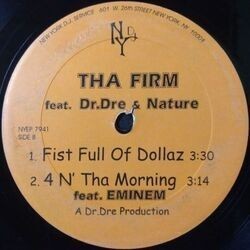 NEW YORK D.J. SERVICE 601 W. 26th STREET NEW YORK, NY 10001
N DJ
Y
THA FIRM
feat. Dr.Dre & Nature
NYEP 7941
SIDE B
1. Fist Full Of Dollaz 3:30
2. 4 N' Tha Morning 3:14
feat. EMINEM
A Dr.Dre Production